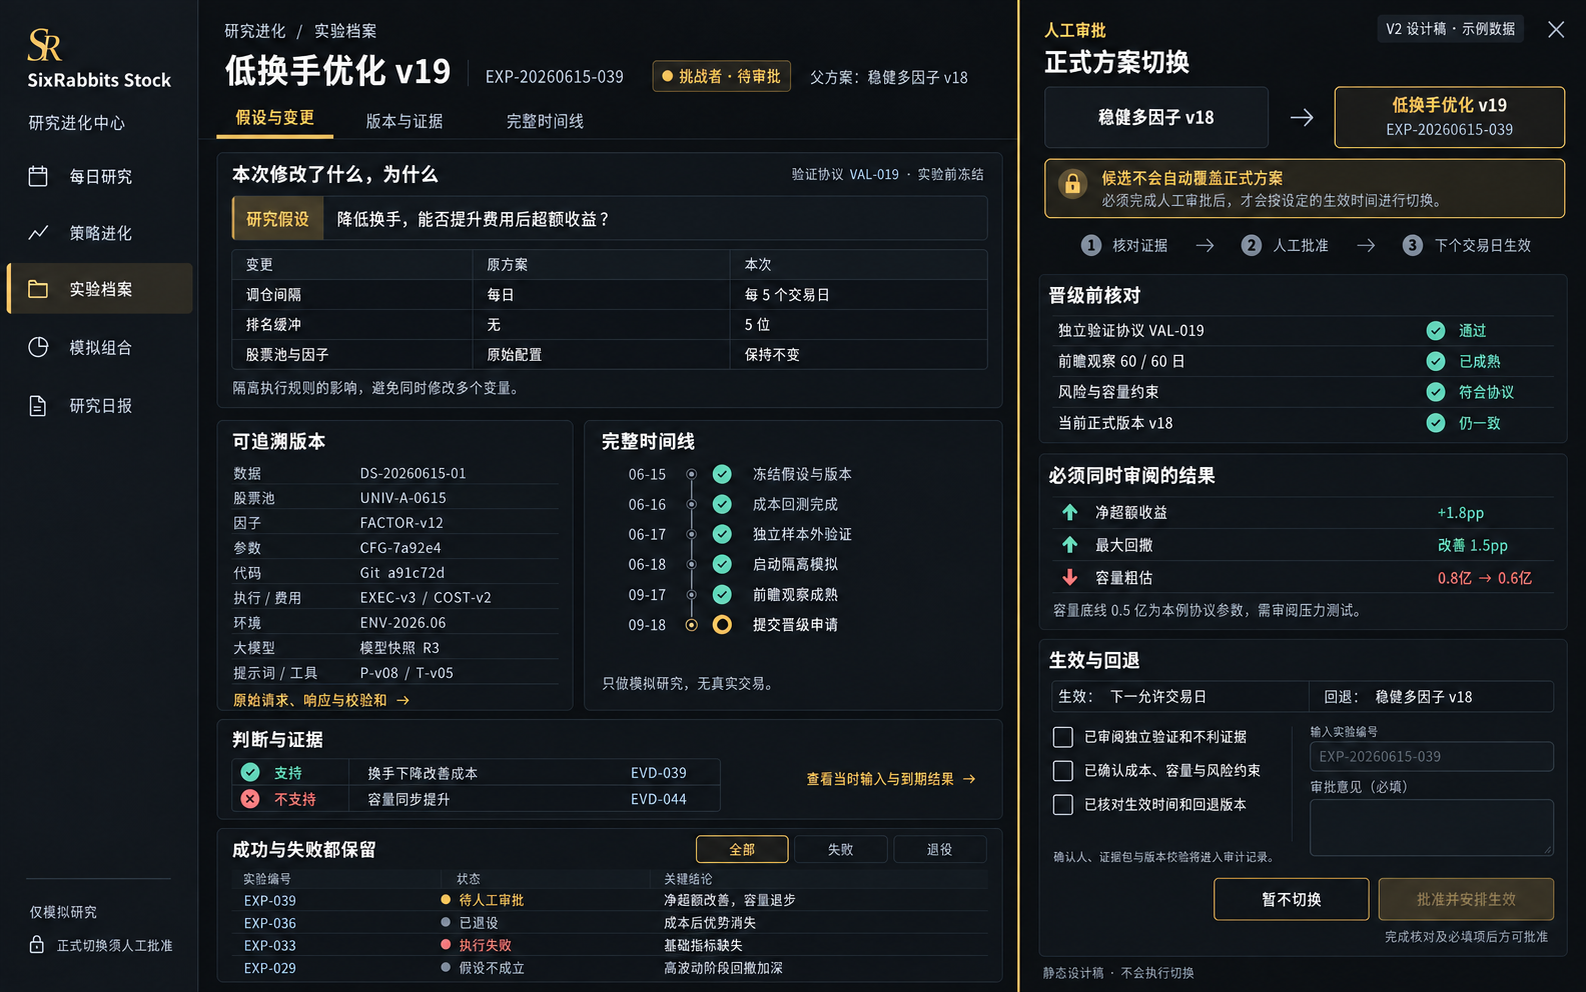 SR
SixRabbits Stock
研究进化中心
每日研究
策略进化
实验档案
模拟组合
研究日报
仅模拟研究
正式切换须人工批准
研究进化 / 实验档案
低换手优化 v19
EXP-20260615-039
挑战者·待审批
父方案：稳健多因子 v18
假设与变更
版本与证据
完整时间线
本次修改了什么，为什么
验证协议 VAL-019 · 实验前冻结
研究假设
降低换手，能否提升费用后超额收益？
变更 原方案 本次
调仓间隔 每日 每 5 个交易日
排名缓冲 无 5 位
股票池与因子 原始配置 保持不变
隔离执行规则的影响，避免同时修改多个变量。
可追溯版本
数据 DS-20260615-01
股票池 UNIV-A-0615
因子 FACTOR-v12
参数 CFG-7a92e4
代码 Git a91c72d
执行 / 费用 EXEC-v3 / COST-v2
环境 ENV-2026.06
大模型 模型快照 R3
提示词 / 工具 P-v08 / T-v05
原始请求、响应与校验和 →
完整时间线
06-15 冻结假设与版本
06-16 成本回测完成
06-17 独立样本外验证
06-18 启动隔离模拟
09-17 前瞻观察成熟
09-18 提交晋级申请
只做模拟研究，无真实交易。
判断与证据
支持 换手下降改善成本 EVD-039
不支持 容量同步提升 EVD-044
查看当时输入与到期结果 →
成功与失败都保留
全部 失败 退役
实验编号 状态 关键结论
EXP-039 待人工审批 净超额改善，容量退步
EXP-036 已退设 成本后优势消失
EXP-033 执行失败 基础指标缺失
EXP-029 假设不成立 高波动阶段回撤加深
人工审批
V2 设计稿 · 示例数据
正式方案切换
稳健多因子 v18
→
低换手优化 v19
EXP-20260615-039
候选不会自动覆盖正式方案
必须完成人工审批后，才会按设定的生效时间进行切换。
1 核对证据 → 2 人工批准 → 3 下个交易日生效
晋级前核对
独立验证协议 VAL-019 通过
前瞻观察 60 / 60 日 已成熟
风险与容量约束 符合协议
当前正式版本 v18 仍一致
必须同时审阅的结果
净超额收益 +1.8pp
最大回撤 改善 1.5pp
容量粗估 0.8亿 → 0.6亿
容量底线 0.5 亿为本例协议参数，需审阅压力测试。
生效与回退
生效： 下一允许交易日
回退： 稳健多因子 v18
已审阅独立验证和不利证据
已确认成本、容量与风险约束
已核对生效时间和回退版本
输入实验编号
EXP-20260615-039
审批意见（必填）
确认人、证据包与版本校验将进入审计记录。
暂不切换
批准并安排生效
完成核对及必填项后方可批准
静态设计稿 · 不会执行切换